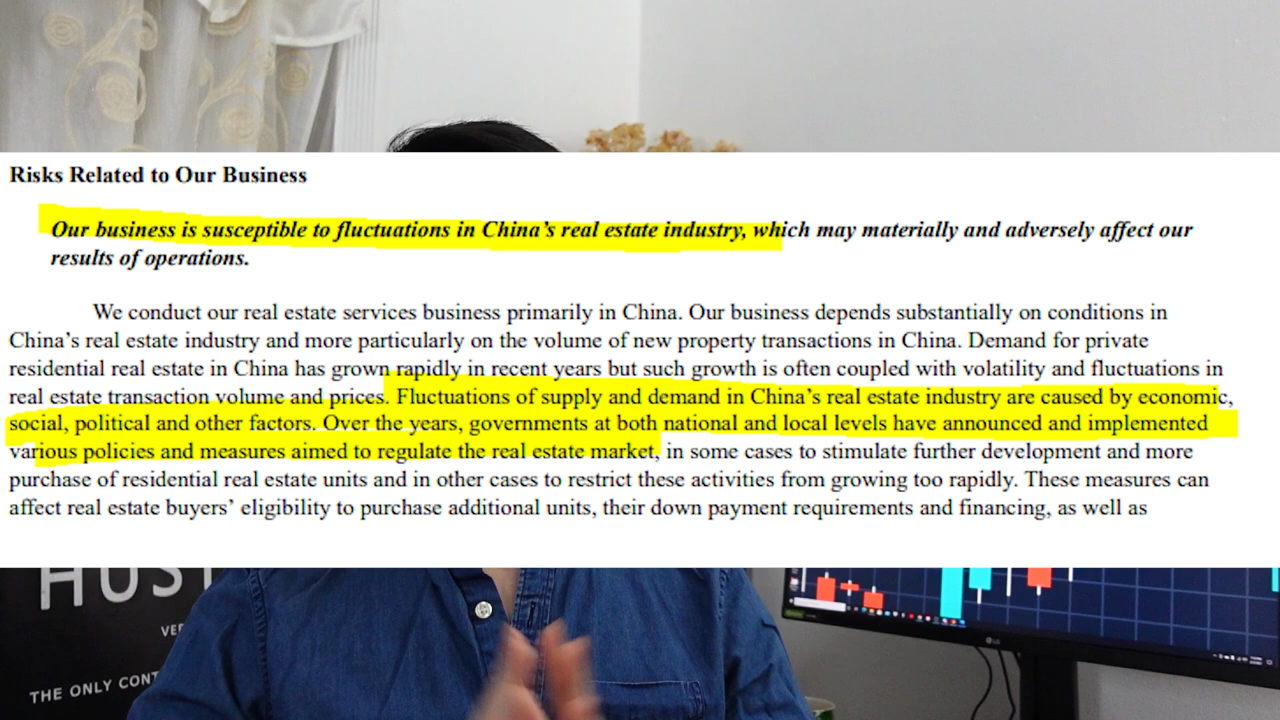 Risks Related to Our Business
Our business is susceptible to fluctuations in China's real estate industry, which may materially and adversely affect our
results of operations.
We conduct our real estate services business primarily in China. Our business depends substantially on conditions in
China's real estate industry and more particularly on the volume of new property transactions in China. Demand for private
residential real estate in China has grown rapidly in recent years but such growth is often coupled with volatility and fluctuations in
real estate transaction volume and prices. Fluctuations of supply and demand in China's real estate industry are caused by economic,
social, political and other factors. Over the years, governments at both national and local levels have announced and implemented
various policies and measures aimed to regulate the real estate market, in some cases to stimulate further development and more
purchase of residential real estate units and in other cases to restrict these activities from growing too rapidly. These measures can
affect real estate buyers' eligibility to purchase additional units, their down payment requirements and financing, as well as
THE ONLY
LG